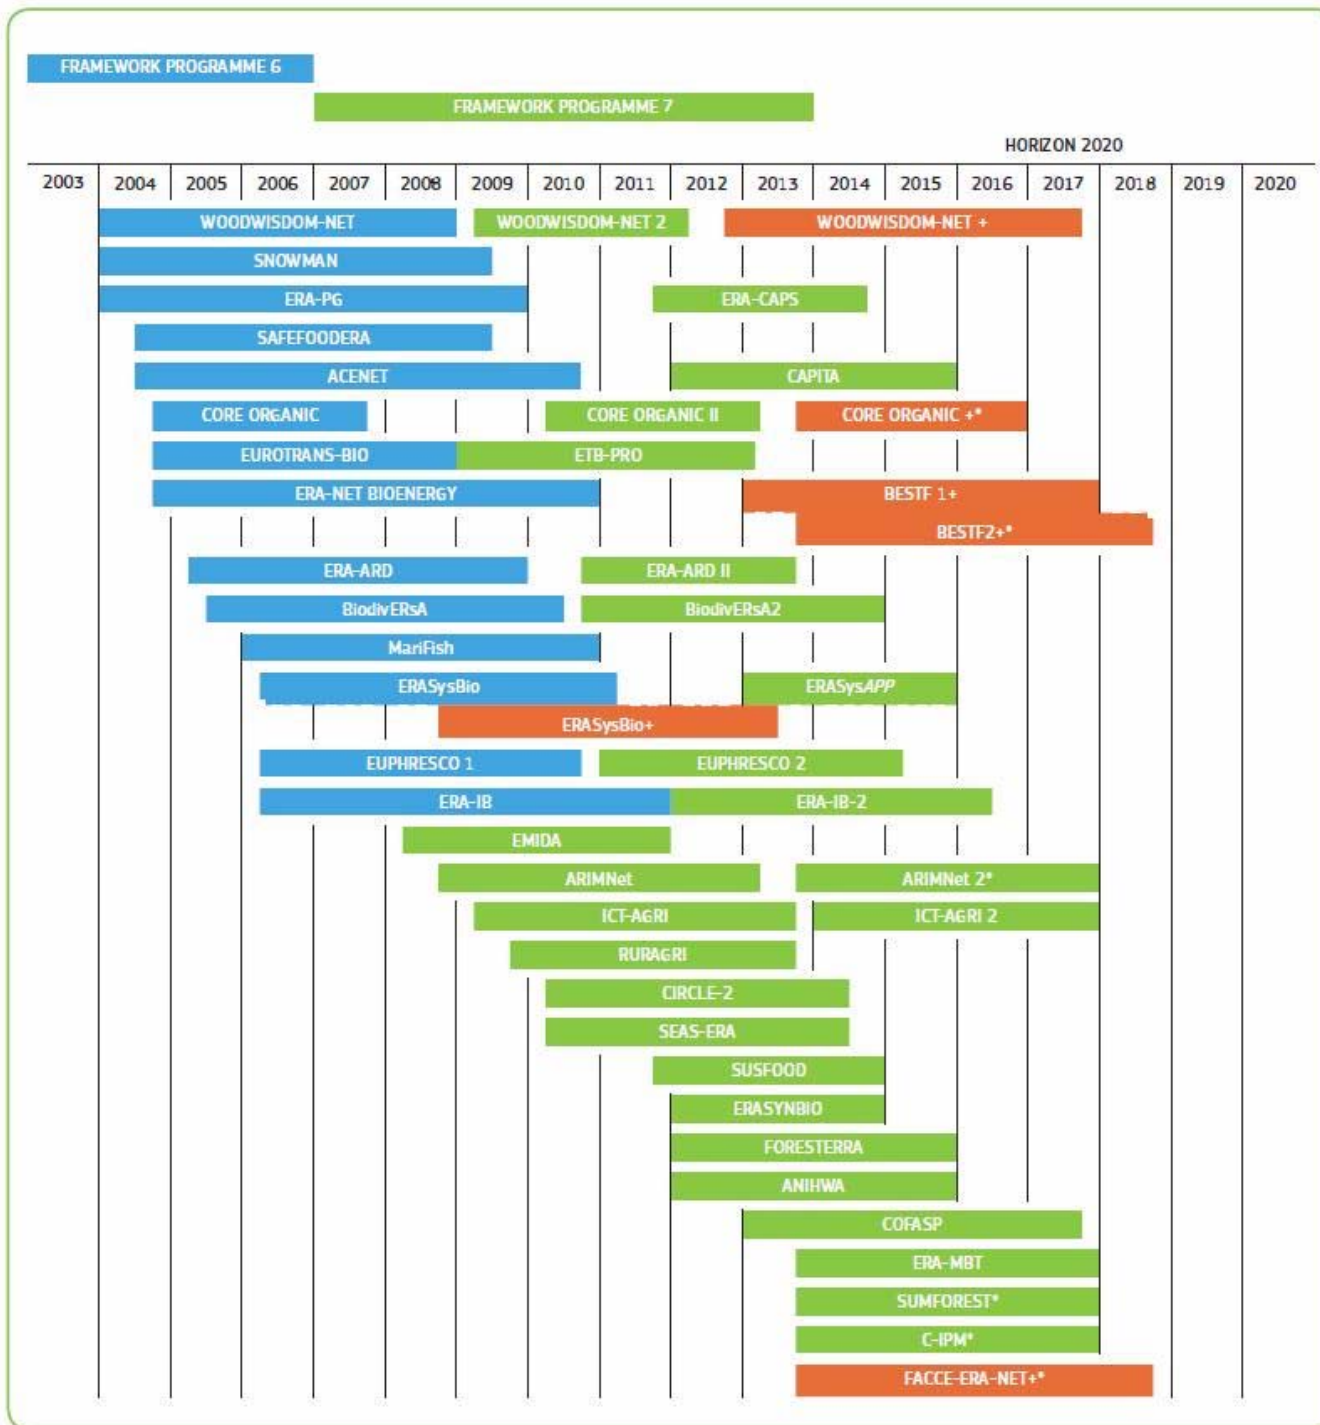 FRAMEWORK PROGRAMME 6
FRAMEWORK PROGRAMME 7
HORIZON 2020
2003 2004 2005 2006 2007 2008 2009 2010 2011 2012 2013 2014 2015 2016 2017 2018 2019 2020
WOODWISDOM-NET WOODWISDOM-NET 2 WOODWISDOM-NET +
SNOWMAN
ERA-PG ERA-CAPS
SAFEFOODERA
ACENET CAPITA
CORE ORGANIC CORE ORGANIC II CORE ORGANIC +*
EUROTRANS-BIO ETB-PRO
ERA-NET BIOENERGY BESTF 1+
BESTF2+*
ERA-ARD ERA-ARD II
BiodivERsA BiodivERsA2
MariFish
ERASysBio ERASysAPP
ERASysBio+
EUPHRESCO 1 EUPHRESCO 2
ERA-IB ERA-IB-2
EMIDA
ARIMNet ARIMNet 2*
ICT-AGRI ICT-AGRI 2
RURAGRI
CIRCLE-2
SEAS-ERA
SUSFOOD
ERASYNBIO
FORESTERRA
ANIHWA
COFASP
ERA-MBT
SUMFOREST*
C-IPM*
FACCE-ERA-NET+*